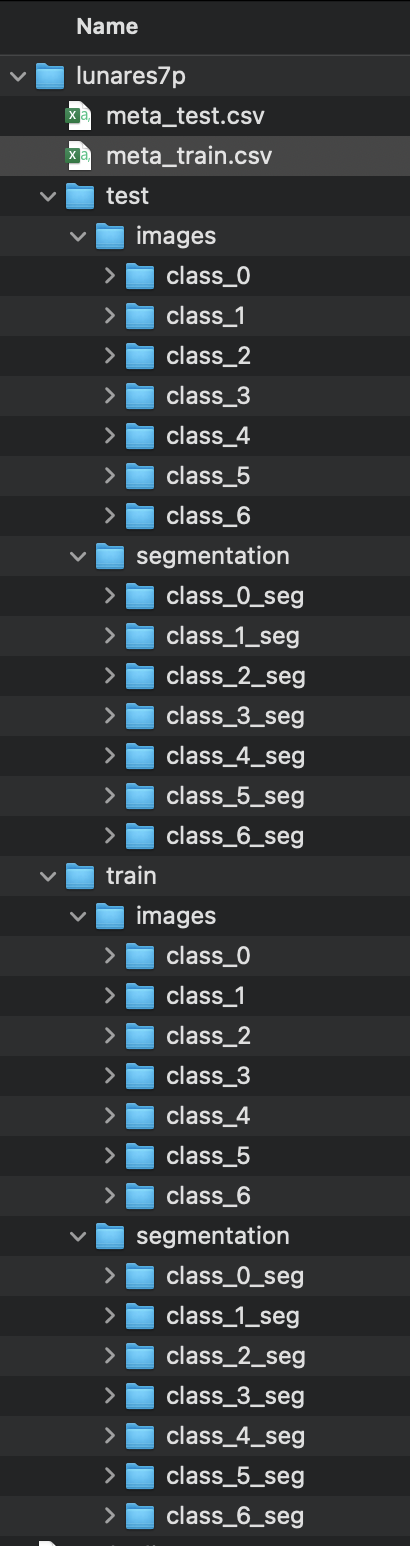 Name
lunares7p
meta_test.csv
meta_train.csv
test
images
class_0
class_1
class_2
class_3
class_4
class_5
class_6
segmentation
class_0_seg
class_1_seg
class_2_seg
class_3_seg
class_4_seg
class_5_seg
class_6_seg
train
images
class_0
class_1
class_2
class_3
class_4
class_5
class_6
segmentation
class_0_seg
class_1_seg
class_2_seg
class_3_seg
class_4_seg
class_5_seg
class_6_seg